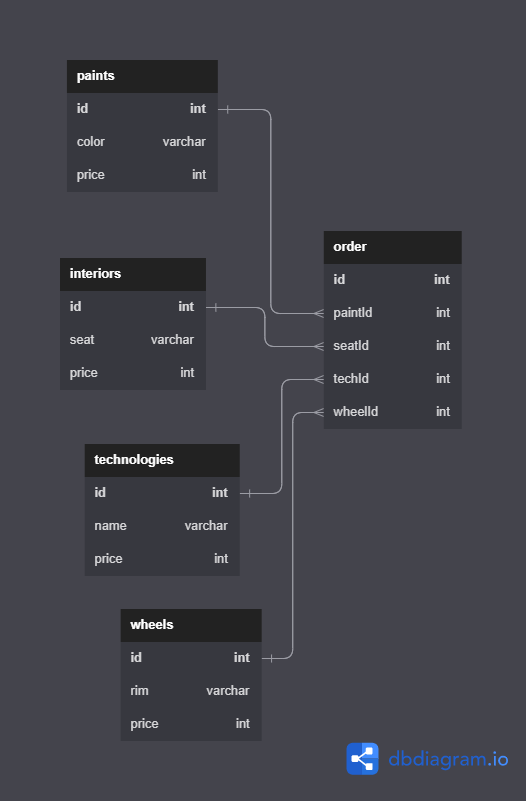 paints
id int
color varchar
price int
order
id int
paintId int
seatId int
techId int
wheelId int
interiors
id int
seat varchar
price int
technologies
id int
name varchar
price int
wheels
id int
rim varchar
price int
dbdiagram.io